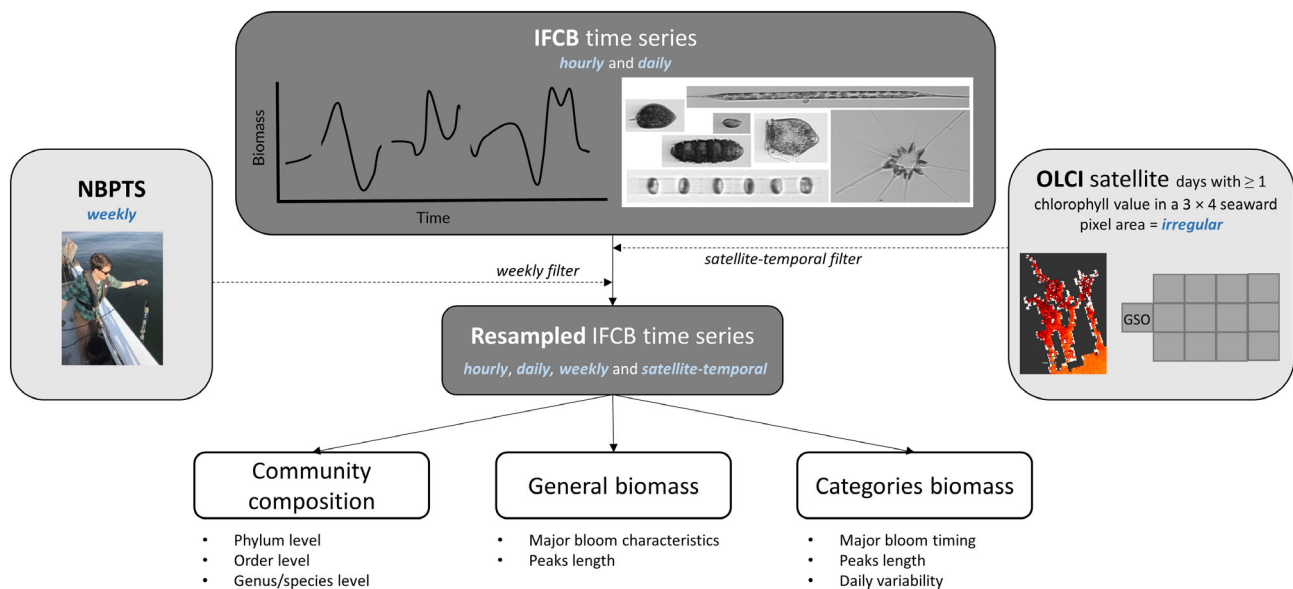 IFCB time series
hourly and daily
Biomass
Time
NBPTS
weekly
OLCI satellite days with ≥ 1
chlorophyll value in a 3 × 4 seaward
pixel area = irregular
GSO
weekly filter
satellite-temporal filter
Resampled IFCB time series
hourly, daily, weekly and satellite-temporal
Community
composition
• Phylum level
• Order level
• Genus/species level
General biomass
• Major bloom characteristics
• Peaks length
Categories biomass
• Major bloom timing
• Peaks length
• Daily variability